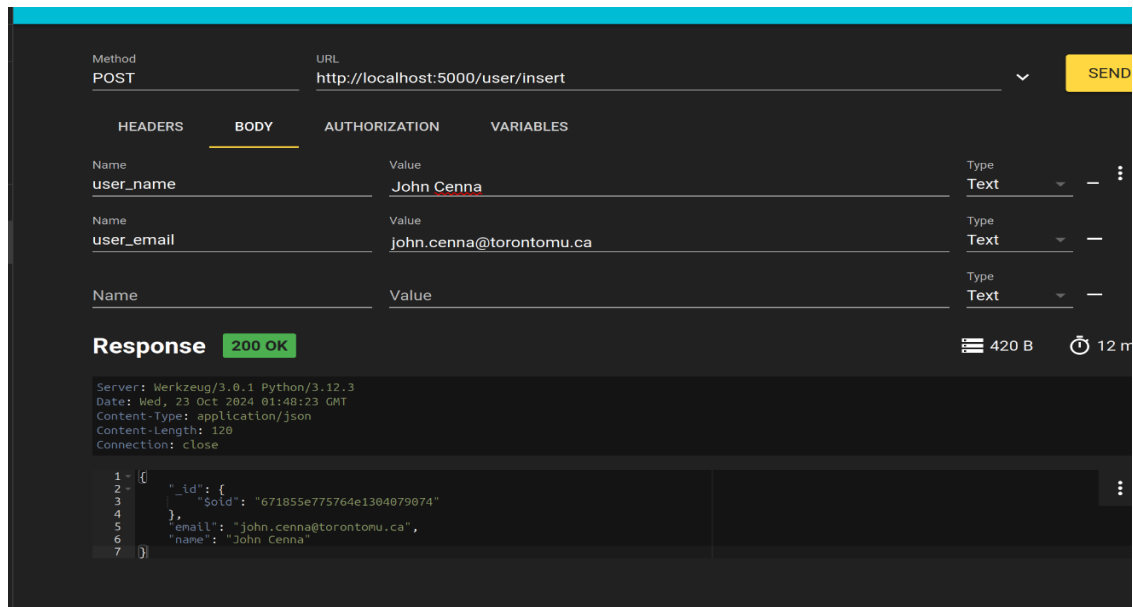 Method URL
POST http://localhost:5000/user/insert SEND
HEADERS BODY AUTHORIZATION VARIABLES
Name Value Type
user_name John Cenna Text
Name Value Type
user_email john.cenna@torontomu.ca Text
Type
Name Value Text
Response 200 OK 420 B 12 m
Server: Werkzeug/3.0.1 Python/3.12.3
Date: Wed, 23 Oct 2024 01:48:23 GMT
Content-Type: application/json
Content-Length: 120
Connection: close
1 {
2 "_id": {
3 "$oid": "671855e775764e1304079074"
4 },
5 "email": "john.cenna@torontomu.ca",
6 "name": "John Cenna"
7 }